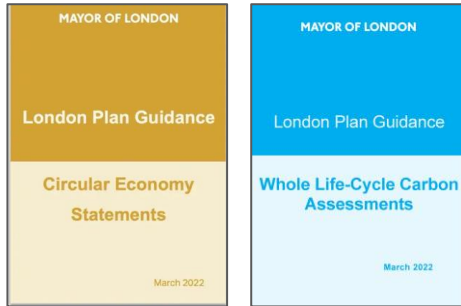 MAYOR OF LONDON
London Plan Guidance
Circular Economy
Statements
March 2022
MAYOR OF LONDON
London Plan Guidance
Whole Life-Cycle Carbon
Assessments
March 2022